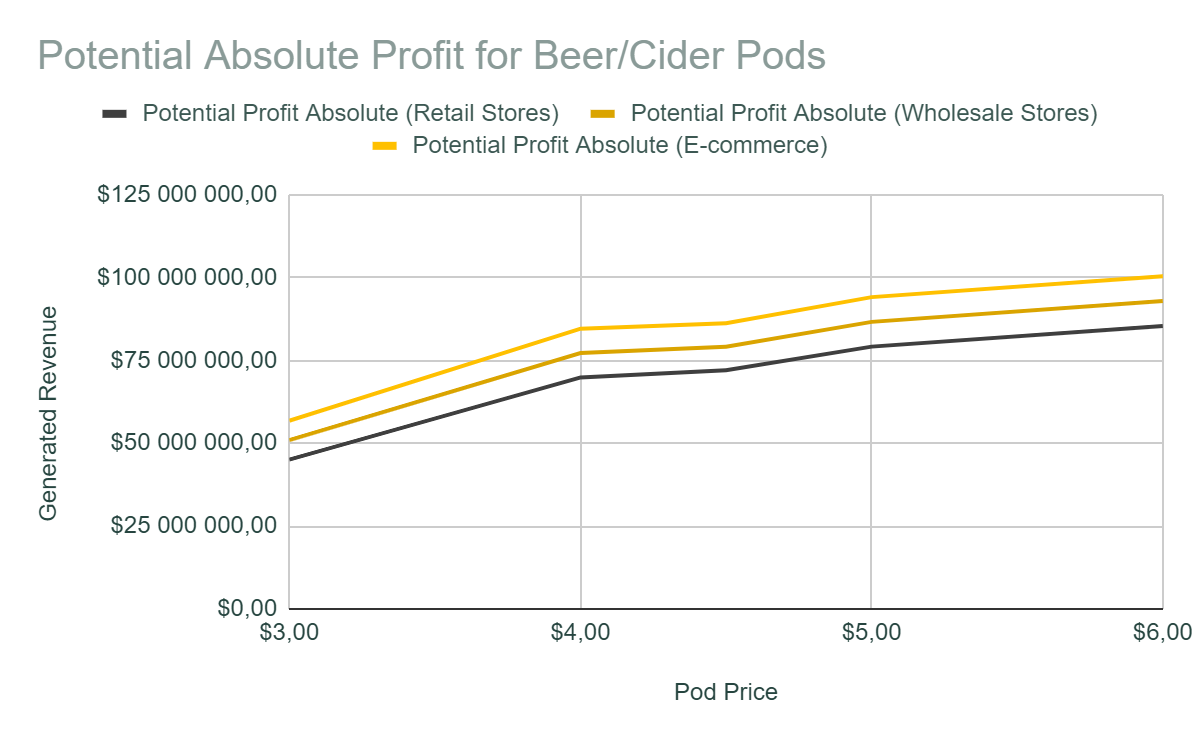 Potential Absolute Profit for Beer/Cider Pods
Potential Profit Absolute (Retail Stores)
Potential Profit Absolute (Wholesale Stores)
Potential Profit Absolute (E-commerce)
Generated Revenue
$125 000 000,00
$100 000 000,00
$75 000 000,00
$50 000 000,00
$25 000 000,00
$0,00
$3,00
$4,00
$5,00
$6,00
Pod Price